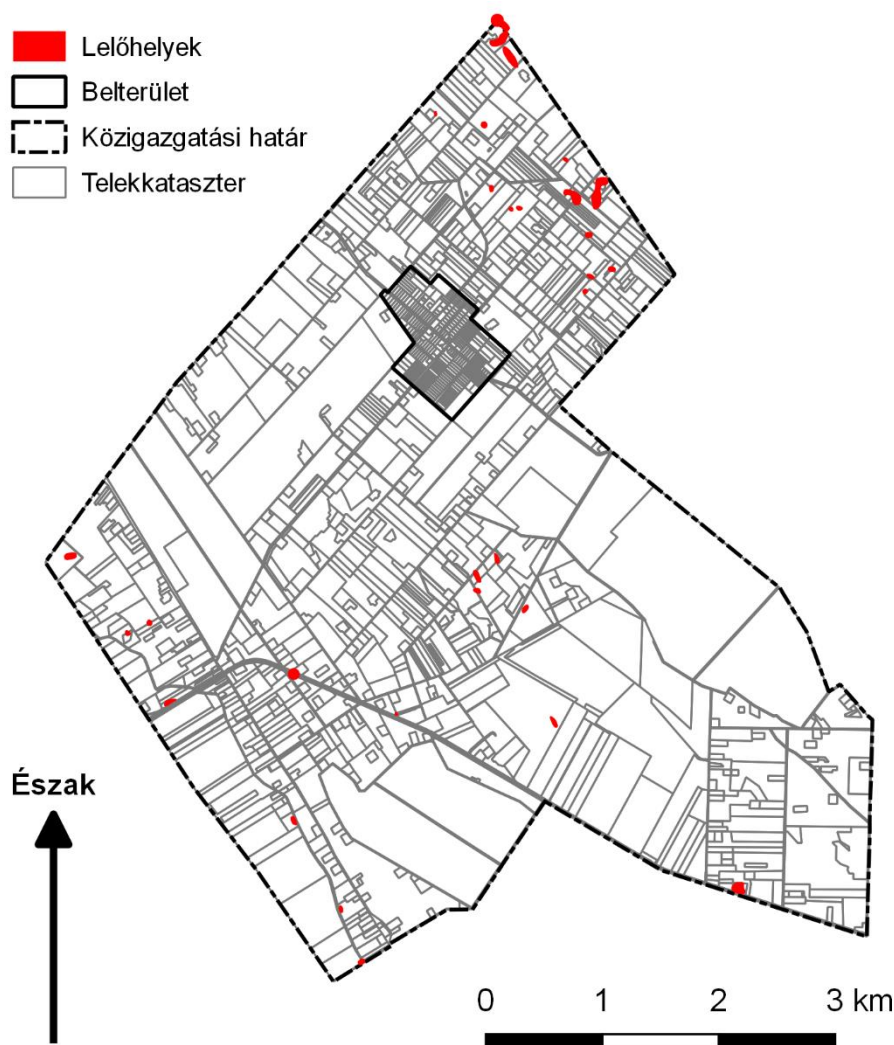 Lelőhelyek
Belterület
Közigazgatási határ
Telekkataszter
Észak
0 1 2 3 km